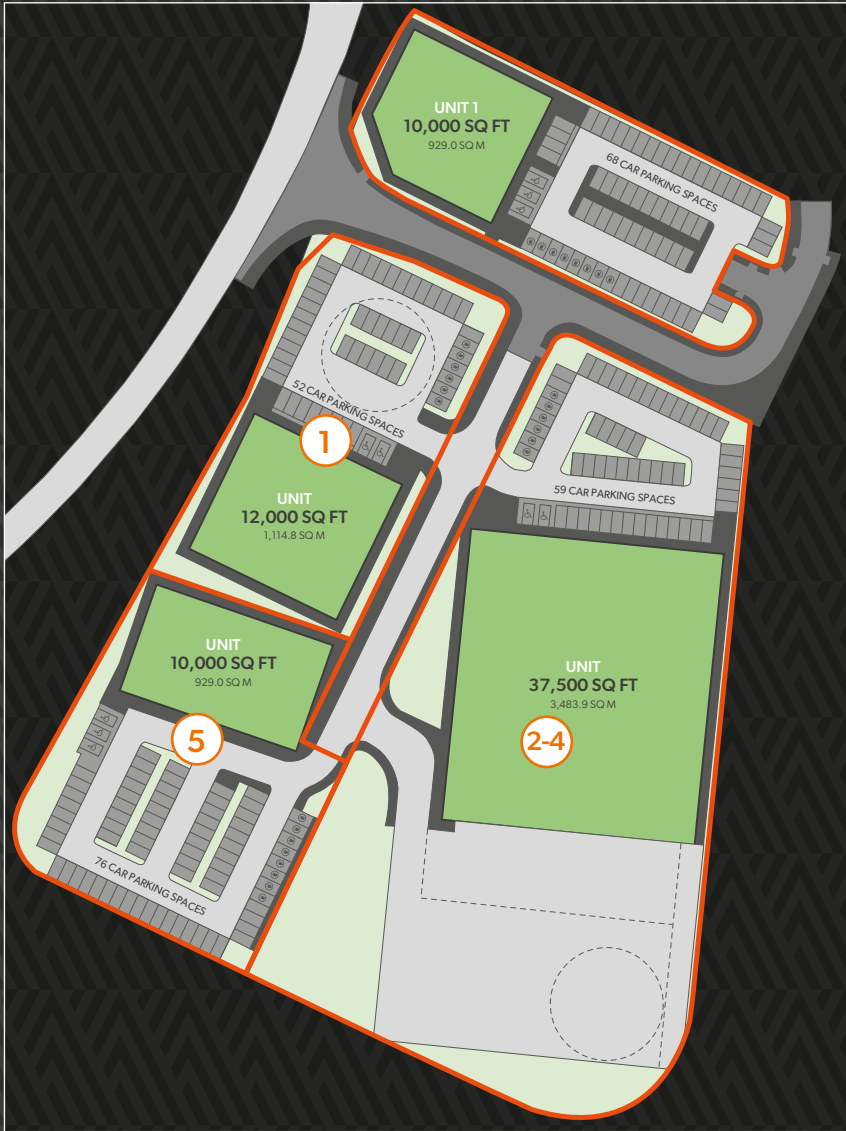 UNIT 1
10,000 SQ FT
929.0 SQ M
68 CAR PARKING SPACES
52 CAR PARKING SPACES
1
UNIT
12,000 SQ FT
1,114.8 SQ M
59 CAR PARKING SPACES
UNIT
10,000 SQ FT
929.0 SQ M
5
UNIT
37,500 SQ FT
3,483.9 SQ M
2-4
76 CAR PARKING SPACES